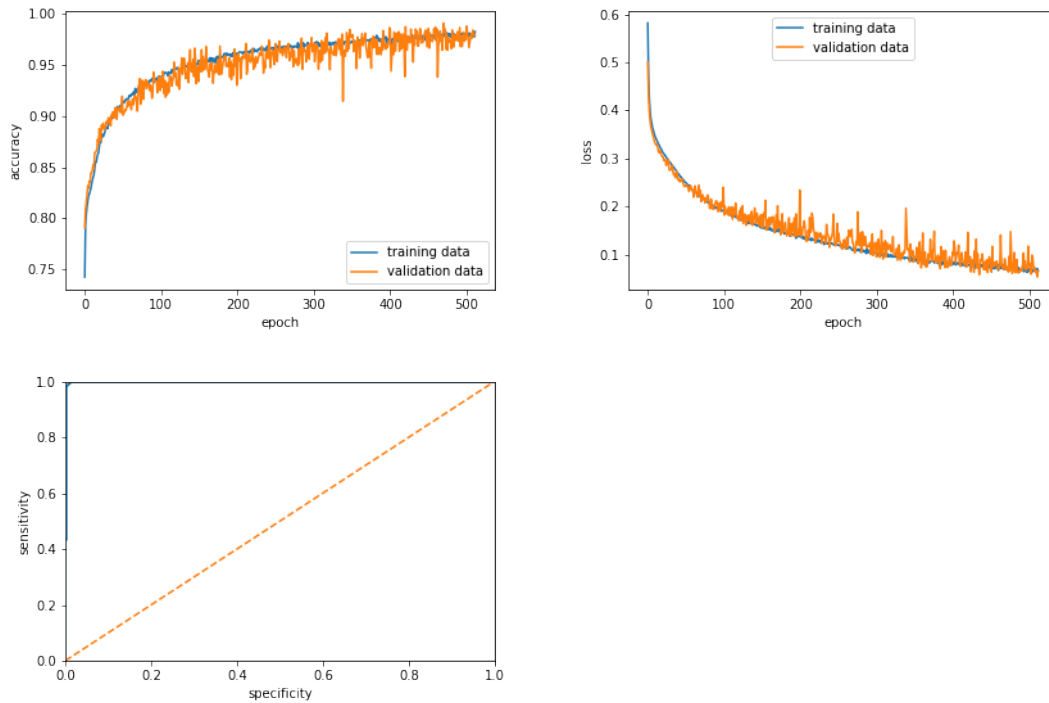 1.00
0.95
0.90
0.85
0.80
0.75
accuracy
training data
validation data
0 100 200 300 400 500
epoch
0.6
0.5
0.4
0.3
0.2
0.1
loss
training data
validation data
0 100 200 300 400 500
epoch
1.0
0.8
0.6
0.4
0.2
0.0
sensitivity
0.0 0.2 0.4 0.6 0.8 1.0
specificity